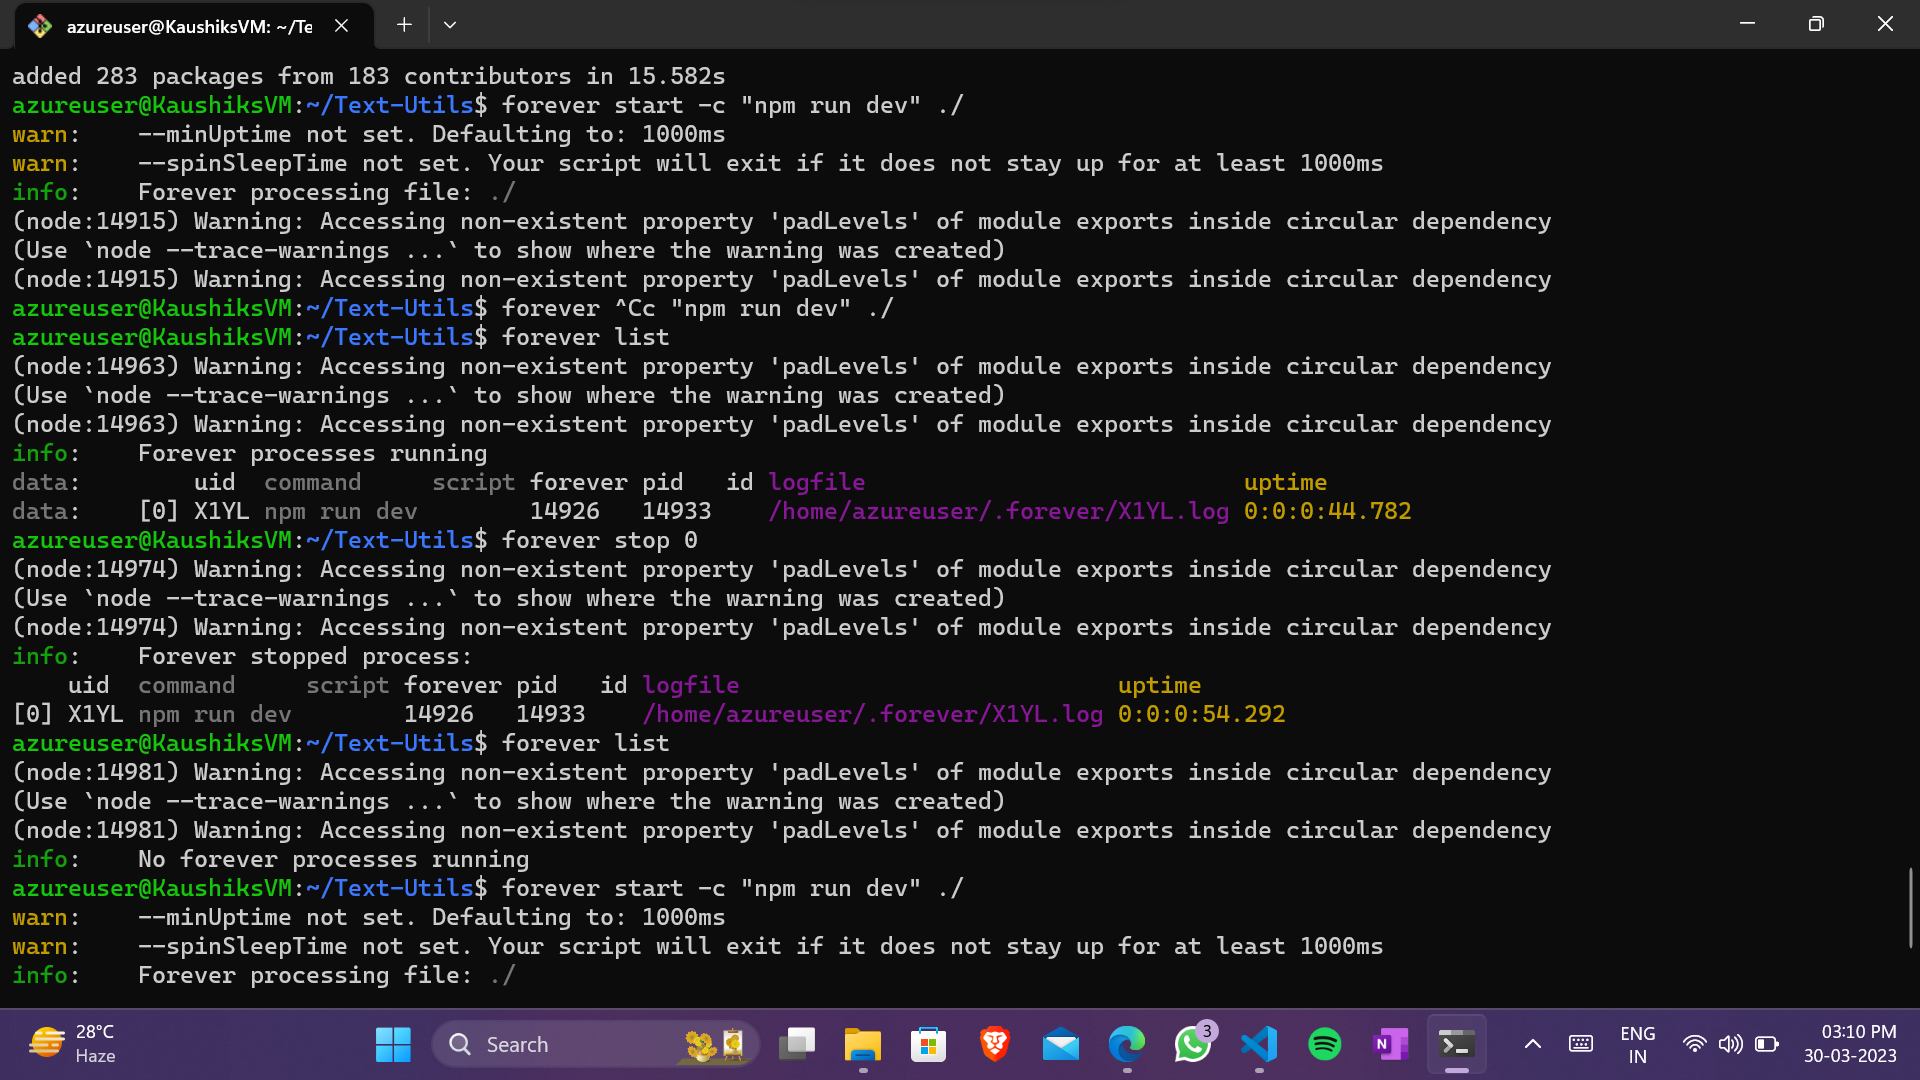 azureuser@KaushiksVM: ~/Te
added 283 packages from 183 contributors in 15.582s
azureuser@KaushiksVM:~/Text-Utils$ forever start -c "npm run dev" ./
warn:    --minUptime not set. Defaulting to: 1000ms
warn:    --spinSleepTime not set. Your script will exit if it does not stay up for at least 1000ms
info:    Forever processing file: ./
(node:14915) Warning: Accessing non-existent property 'padLevels' of module exports inside circular dependency
(Use `node --trace-warnings ...` to show where the warning was created)
(node:14915) Warning: Accessing non-existent property 'padLevels' of module exports inside circular dependency
azureuser@KaushiksVM:~/Text-Utils$ forever ^Cc "npm run dev" ./
azureuser@KaushiksVM:~/Text-Utils$ forever list
(node:14963) Warning: Accessing non-existent property 'padLevels' of module exports inside circular dependency
(Use `node --trace-warnings ...` to show where the warning was created)
(node:14963) Warning: Accessing non-existent property 'padLevels' of module exports inside circular dependency
info:    Forever processes running
data:        uid  command     script forever pid   id logfile                           uptime
data:    [0] X1YL npm run dev        14926   14933    /home/azureuser/.forever/X1YL.log 0:0:0:44.782
azureuser@KaushiksVM:~/Text-Utils$ forever stop 0
(node:14974) Warning: Accessing non-existent property 'padLevels' of module exports inside circular dependency
(Use `node --trace-warnings ...` to show where the warning was created)
(node:14974) Warning: Accessing non-existent property 'padLevels' of module exports inside circular dependency
info:    Forever stopped process:
    uid  command     script forever pid   id logfile                           uptime
[0] X1YL npm run dev        14926   14933    /home/azureuser/.forever/X1YL.log 0:0:0:54.292
azureuser@KaushiksVM:~/Text-Utils$ forever list
(node:14981) Warning: Accessing non-existent property 'padLevels' of module exports inside circular dependency
(Use `node --trace-warnings ...` to show where the warning was created)
(node:14981) Warning: Accessing non-existent property 'padLevels' of module exports inside circular dependency
info:    No forever processes running
azureuser@KaushiksVM:~/Text-Utils$ forever start -c "npm run dev" ./
warn:    --minUptime not set. Defaulting to: 1000ms
warn:    --spinSleepTime not set. Your script will exit if it does not stay up for at least 1000ms
info:    Forever processing file: ./
28°C
Haze
Search
3
N
ENG
IN
03:10 PM
30-03-2023